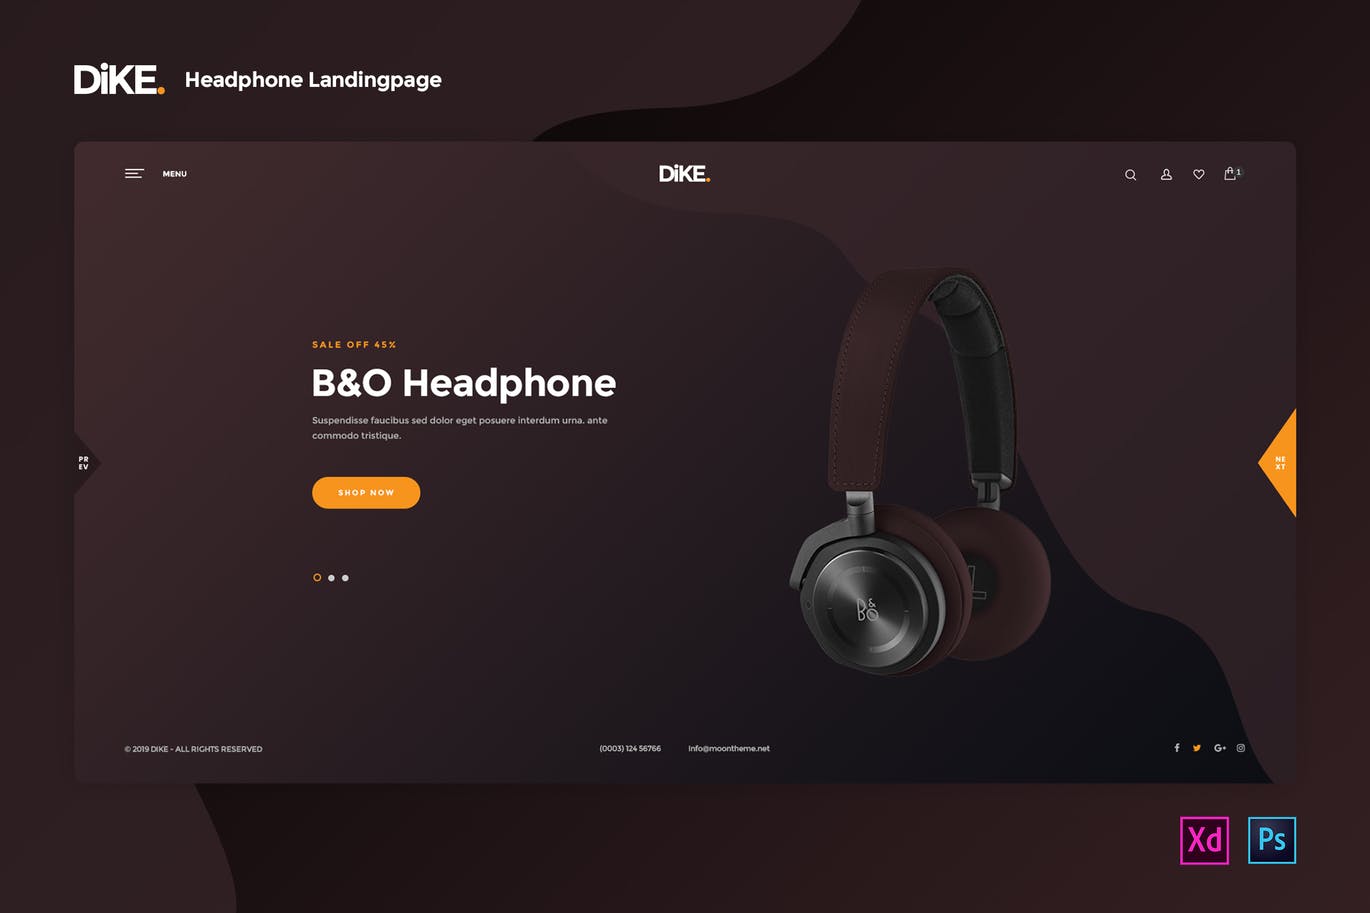 DiKE. Headphone Landingpage
MENU
DiKE.
1
SALE OFF 45%
B&O Headphone
Suspendisse faucibus sed dolor eget posuere interdum urna. ante
commodo tristique.
PR
EV
NE
XT
SHOP NOW
B&O
L
© 2019 DIKE - ALL RIGHTS RESERVED
(0003) 124 56766
Info@moontheme.net
f
G+
Xd
Ps